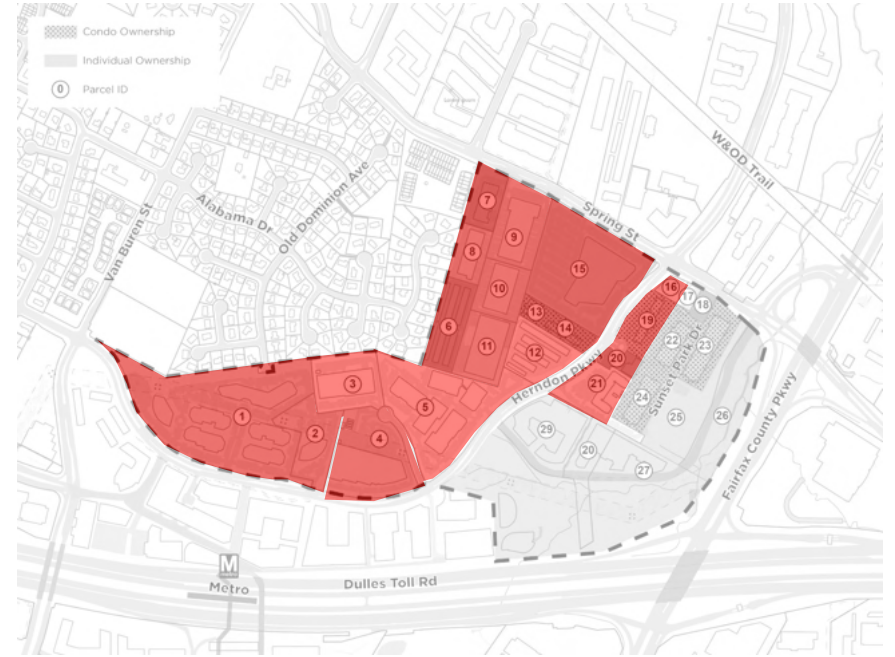 Condo Ownership
Individual Ownership
0 Parcel ID
W&OD Trail
Van Buren St
Alabama Dr
Old Dominion Ave
Spring St
7
8
9
10
15
6
13
14
11
12
16
17
18
19
20
21
22
23
24
25
26
Herndon Pkwy
Sunset Park Dr
Fairfax County Pkwy
1
2
3
4
5
29
20
27
M
Metro
Dulles Toll Rd